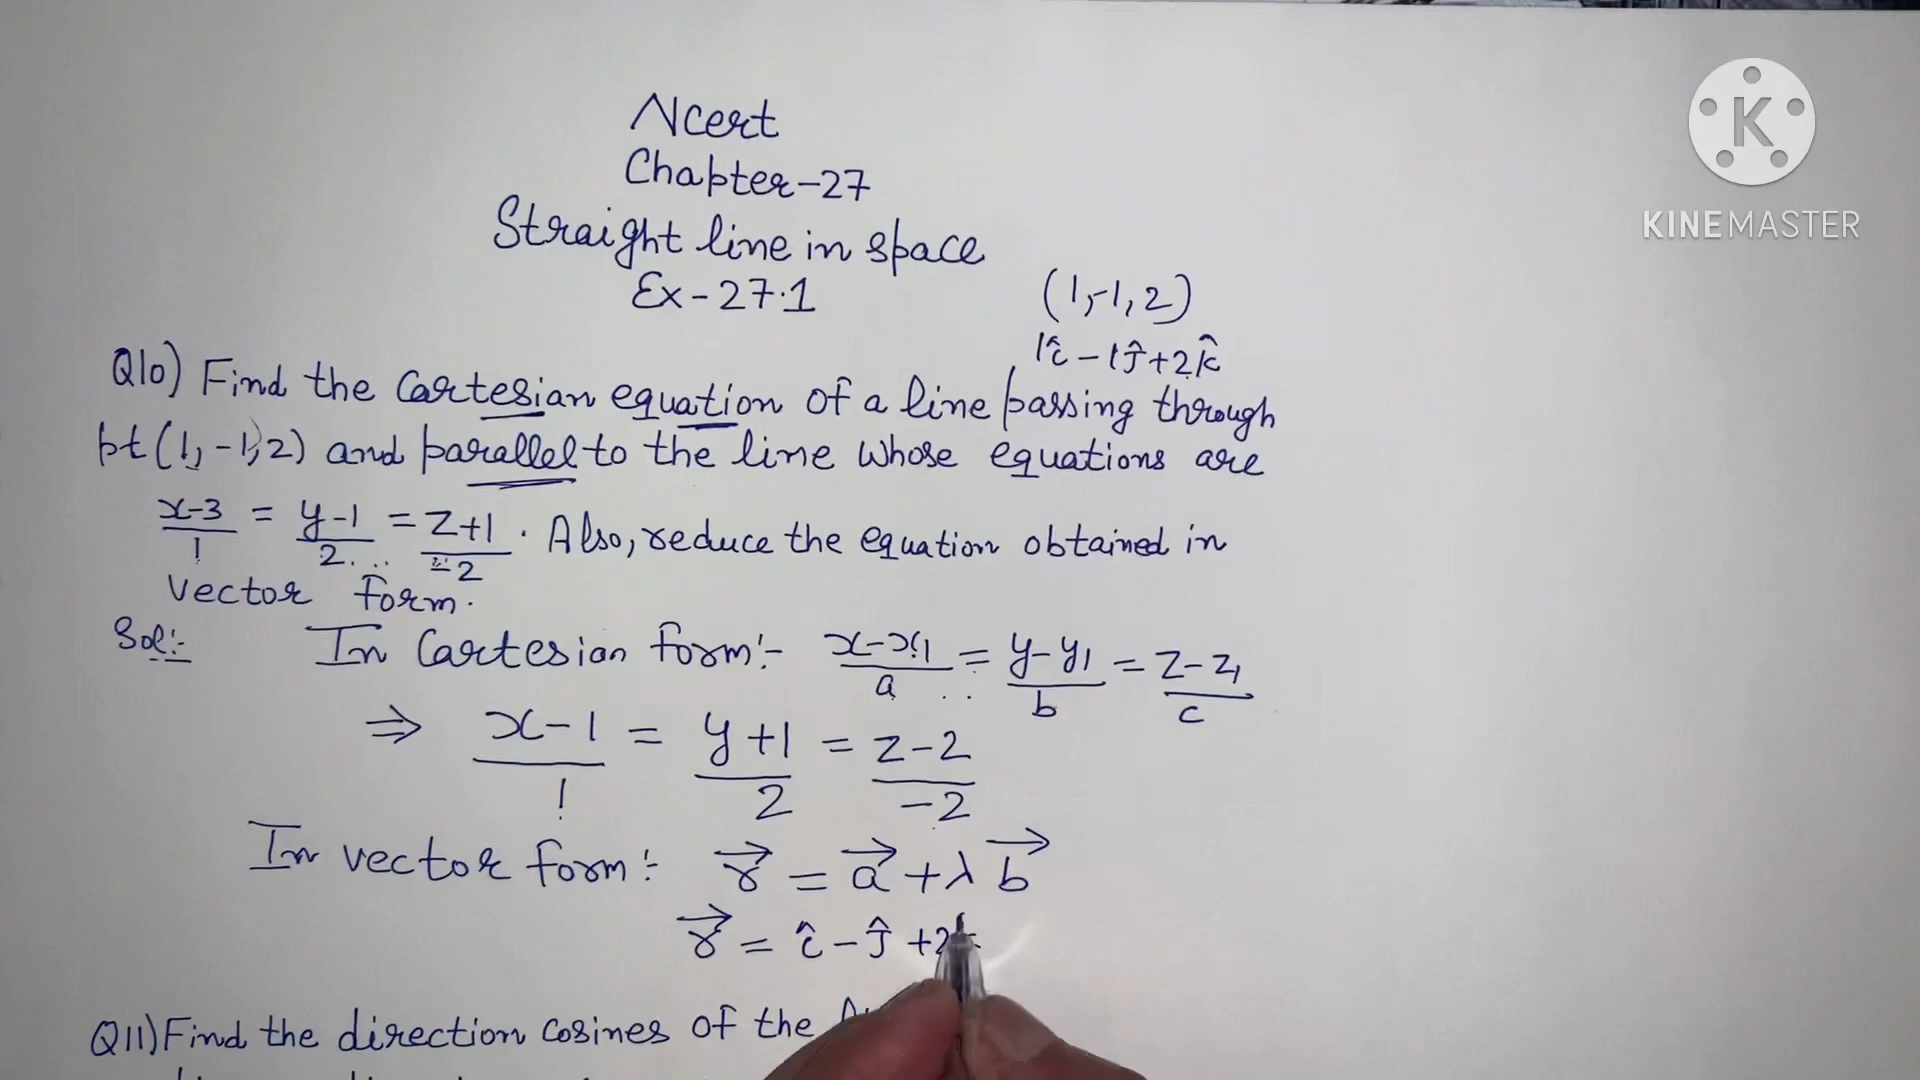 Ncert
Chapter-27
Straight line in space
Ex-27.1
(1,-1,2)
1î-1ĵ+2k̂
Q10) Find the Cartesian equation of a line passing through
pt(1,-1,2) and parallel to the line whose equations are
x-3/1 = y-1/2 = z+1/-2 . Also, reduce the equation obtained in
vector form.
Sol:- In Cartesian form:- x-x1/a = y-y1/b = z-z1/c
⇒ x-1/1 = y+1/2 = z-2/-2
In vector form:- r⃗ = a⃗ + λ b⃗
r⃗ = î - ĵ + 2
Q11) Find the direction cosines of the
K
KINEMASTER